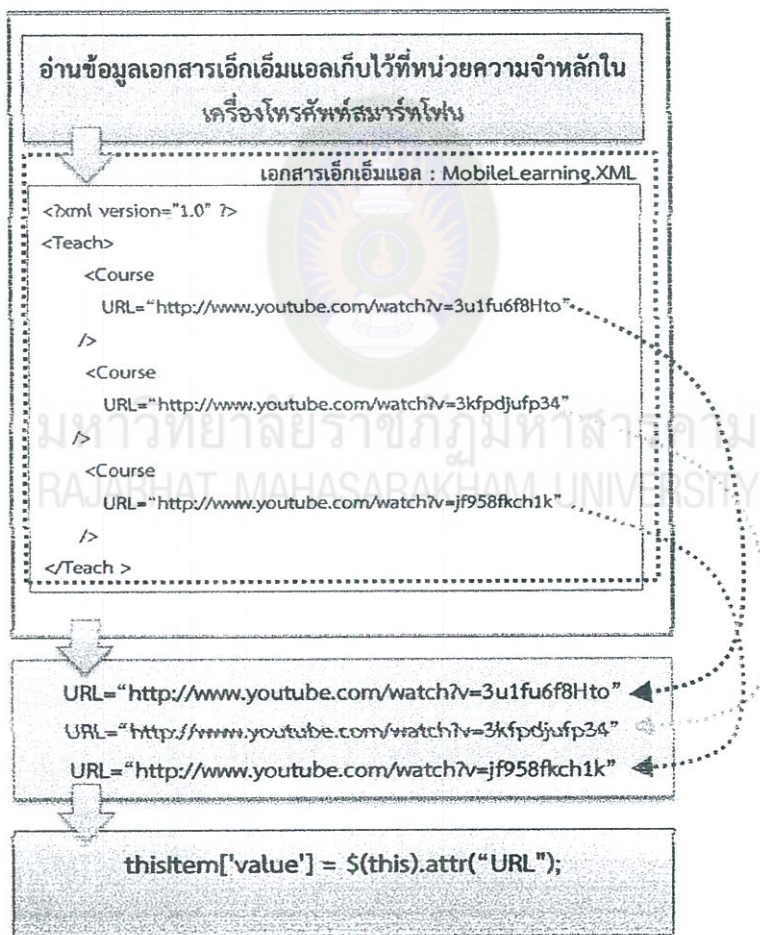 อ่านข้อมูลเอกสารเอ็กเอ็มแอลเก็บไว้ที่หน่วยความจำหลักใน
เครื่องโทรศัพท์สมาร์ทโฟน
เอกสารเอ็กเอ็มแอล : MobileLearning.XML
<?xml version="1.0" ?>
<Teach>
<Course
URL="http://www.youtube.com/watch?v=3u1fu6f8Hto"
/>
<Course
URL="http://www.youtube.com/watch?v=3kfpdjufp34"
/>
<Course
URL="http://www.youtube.com/watch?v=jf958fkch1k"
/>
</Teach >
มหาวิทยาลัยราชภัฏมหาสารคาม
RAJABHAT MAHASARAKHAM UNIVERSITY
URL="http://www.youtube.com/watch?v=3u1fu6f8Hto"
URL="http://www.youtube.com/watch?v=3kfpdjufp34"
URL="http://www.youtube.com/watch?v=jf958fkch1k"
thisItem['value'] = $(this).attr("URL");